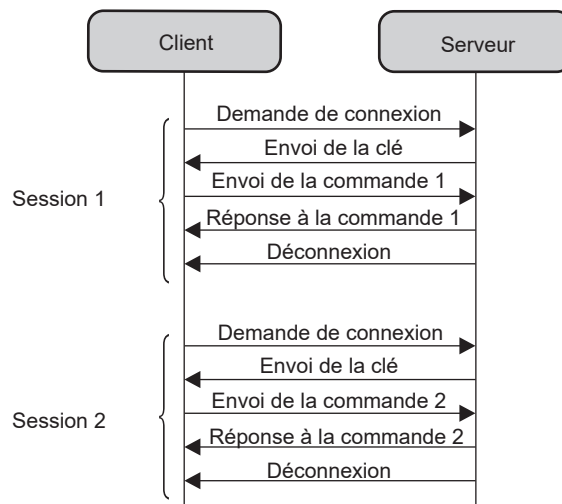 Client
Serveur
Demande de connexion
Envoi de la clé
Session 1
Envoi de la commande 1
Réponse à la commande 1
Déconnexion
Demande de connexion
Envoi de la clé
Session 2
Envoi de la commande 2
Réponse à la commande 2
Déconnexion